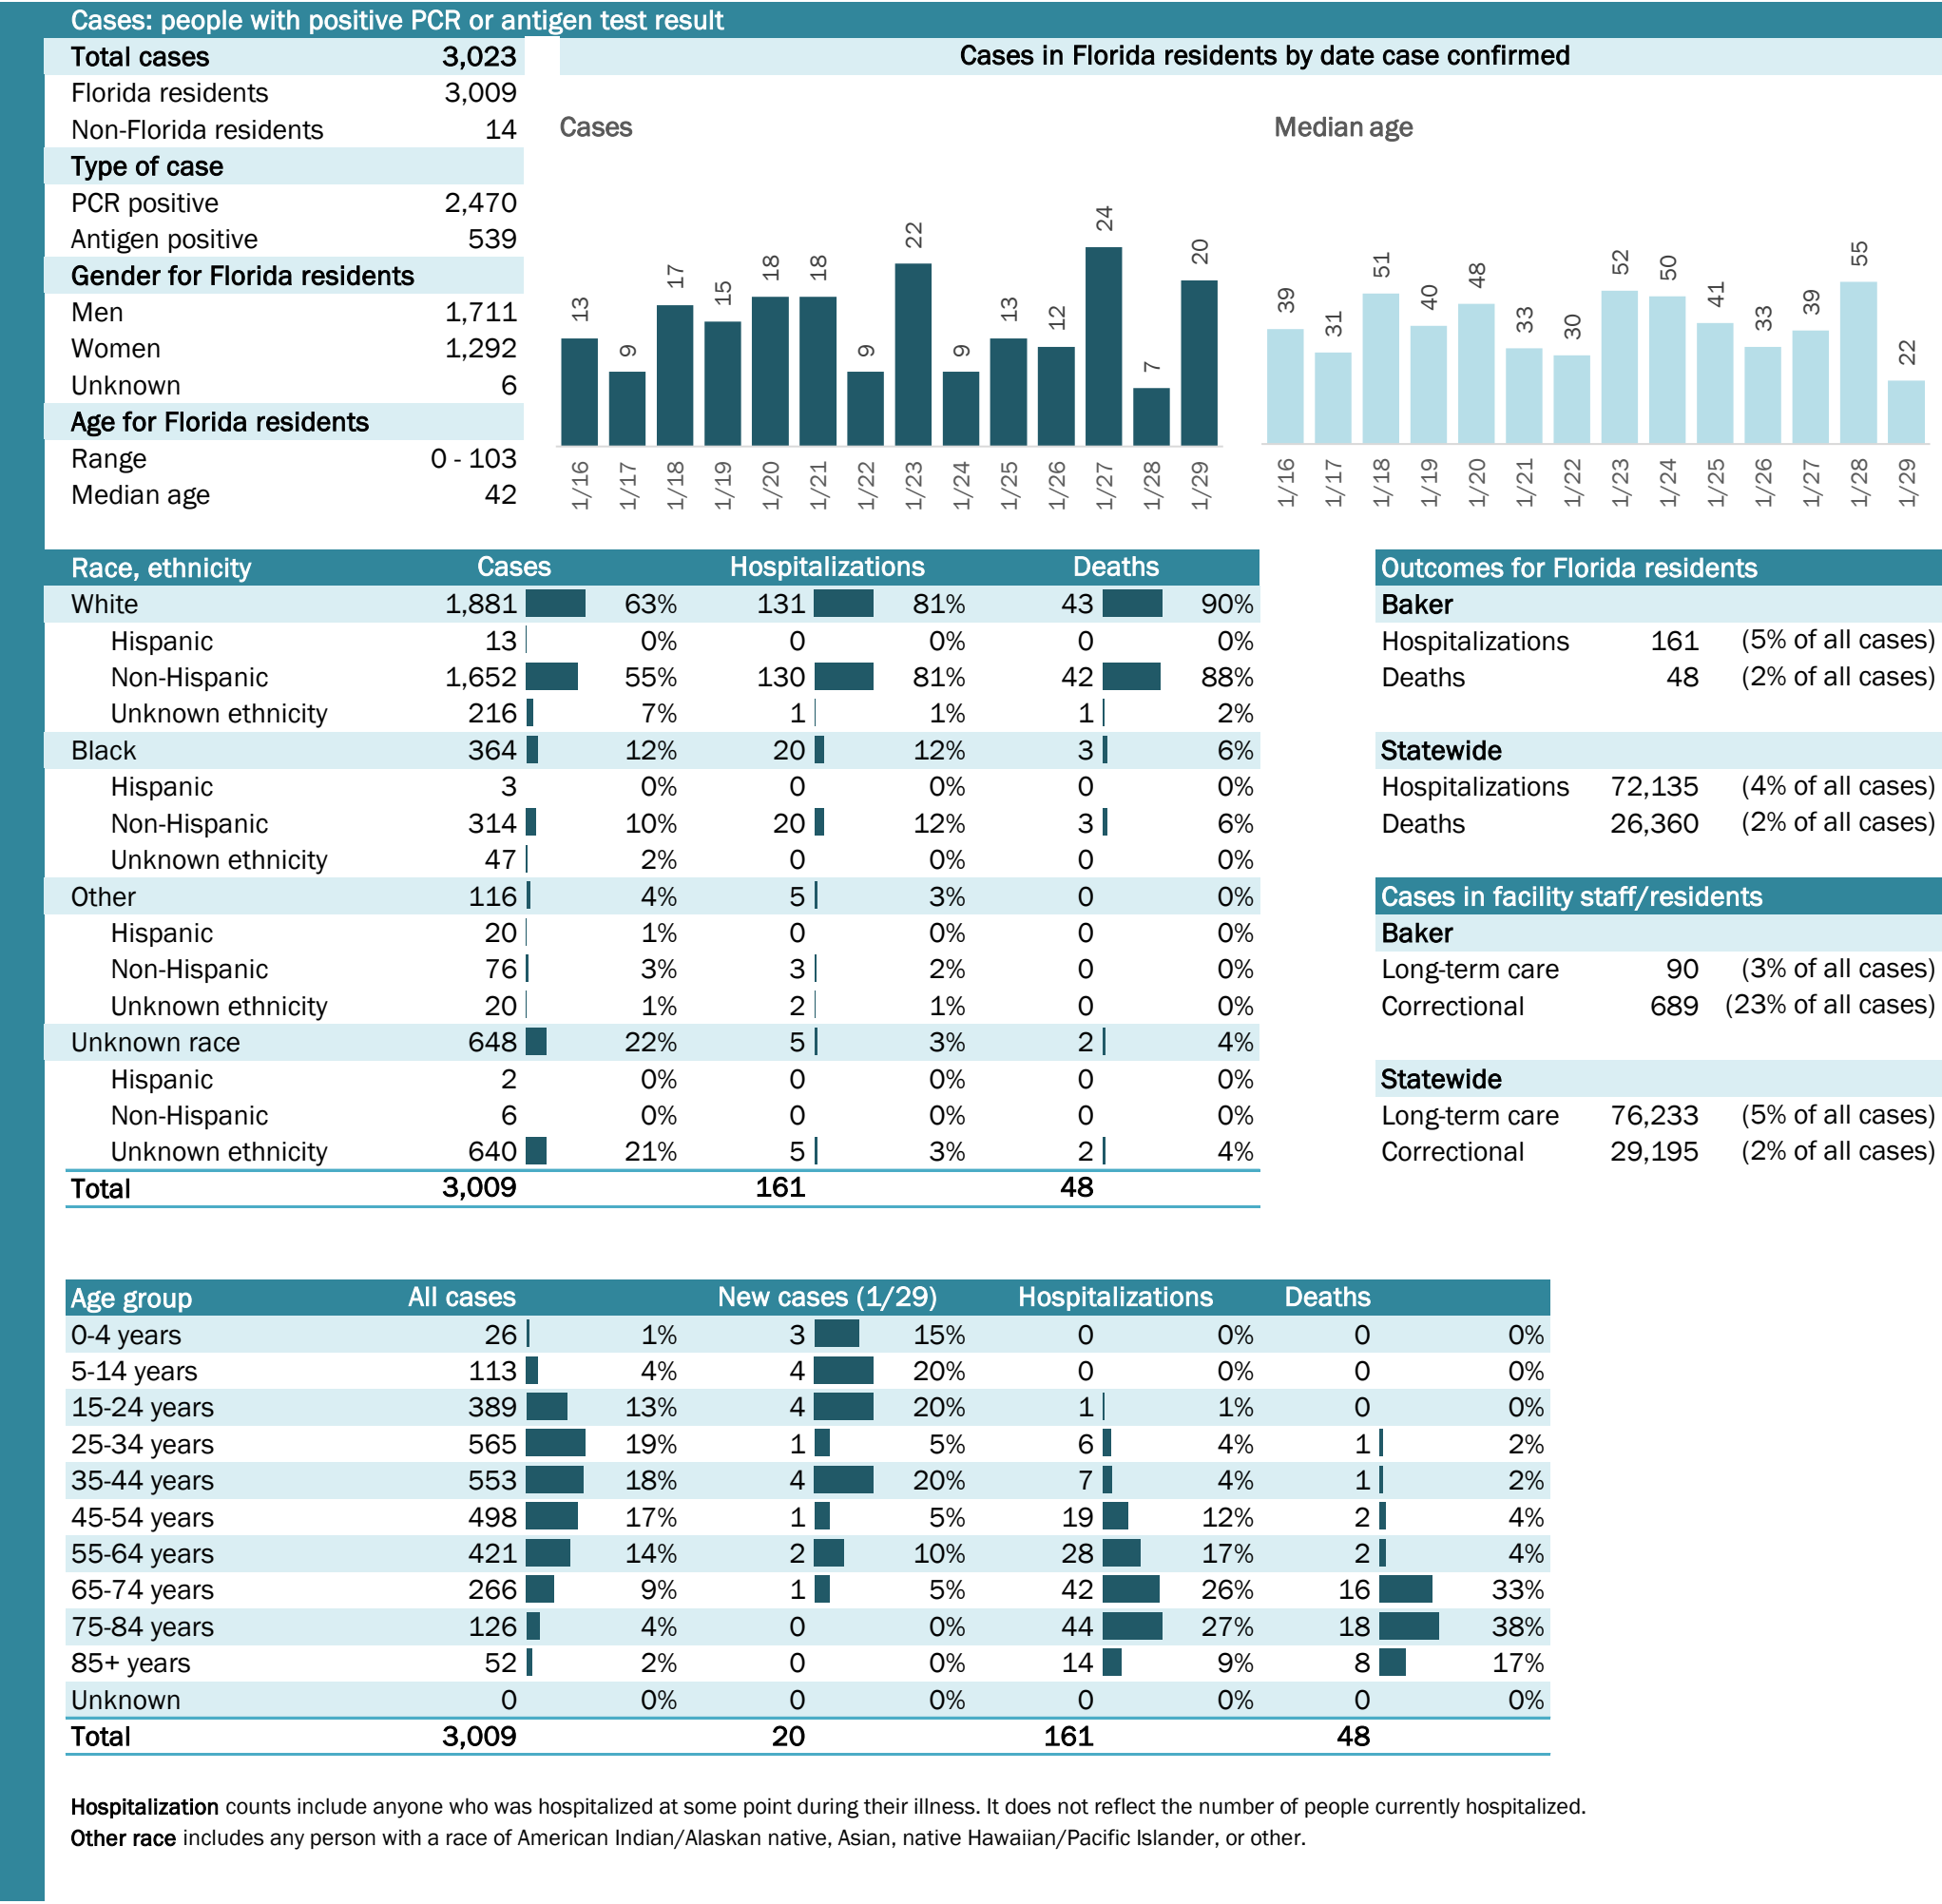 Cases: people with positive PCR or antigen test result
Total cases 3,023
Florida residents 3,009
Non-Florida residents 14
Type of case
PCR positive 2,470
Antigen positive 539
Gender for Florida residents
Men 1,711
Women 1,292
Unknown 6
Age for Florida residents
Range 0 - 103
Median age 42
Cases in Florida residents by date case confirmed
Cases
13 9 17 15 18 18 9 22 9 13 12 24 7 20
1/16 1/17 1/18 1/19 1/20 1/21 1/22 1/23 1/24 1/25 1/26 1/27 1/28 1/29
Median age
39 31 51 40 48 33 30 52 50 41 33 39 55 22
1/16 1/17 1/18 1/19 1/20 1/21 1/22 1/23 1/24 1/25 1/26 1/27 1/28 1/29
Race, ethnicity Cases Hospitalizations Deaths
White 1,881 63% 131 81% 43 90%
Hispanic 13 0% 0 0% 0 0%
Non-Hispanic 1,652 55% 130 81% 42 88%
Unknown ethnicity 216 7% 1 1% 1 2%
Black 364 12% 20 12% 3 6%
Hispanic 3 0% 0 0% 0 0%
Non-Hispanic 314 10% 20 12% 3 6%
Unknown ethnicity 47 2% 0 0% 0 0%
Other 116 4% 5 3% 0 0%
Hispanic 20 1% 0 0% 0 0%
Non-Hispanic 76 3% 3 2% 0 0%
Unknown ethnicity 20 1% 2 1% 0 0%
Unknown race 648 22% 5 3% 2 4%
Hispanic 2 0% 0 0% 0 0%
Non-Hispanic 6 0% 0 0% 0 0%
Unknown ethnicity 640 21% 5 3% 2 4%
Total 3,009 161 48
Outcomes for Florida residents
Baker
Hospitalizations 161 (5% of all cases)
Deaths 48 (2% of all cases)
Statewide
Hospitalizations 72,135 (4% of all cases)
Deaths 26,360 (2% of all cases)
Cases in facility staff/residents
Baker
Long-term care 90 (3% of all cases)
Correctional 689 (23% of all cases)
Statewide
Long-term care 76,233 (5% of all cases)
Correctional 29,195 (2% of all cases)
Age group All cases New cases (1/29) Hospitalizations Deaths
0-4 years 26 1% 3 15% 0 0% 0 0%
5-14 years 113 4% 4 20% 0 0% 0 0%
15-24 years 389 13% 4 20% 1 1% 0 0%
25-34 years 565 19% 1 5% 6 4% 1 2%
35-44 years 553 18% 4 20% 7 4% 1 2%
45-54 years 498 17% 1 5% 19 12% 2 4%
55-64 years 421 14% 2 10% 28 17% 2 4%
65-74 years 266 9% 1 5% 42 26% 16 33%
75-84 years 126 4% 0 0% 44 27% 18 38%
85+ years 52 2% 0 0% 14 9% 8 17%
Unknown 0 0% 0 0% 0 0% 0 0%
Total 3,009 20 161 48
Hospitalization counts include anyone who was hospitalized at some point during their illness. It does not reflect the number of people currently hospitalized.
Other race includes any person with a race of American Indian/Alaskan native, Asian, native Hawaiian/Pacific Islander, or other.